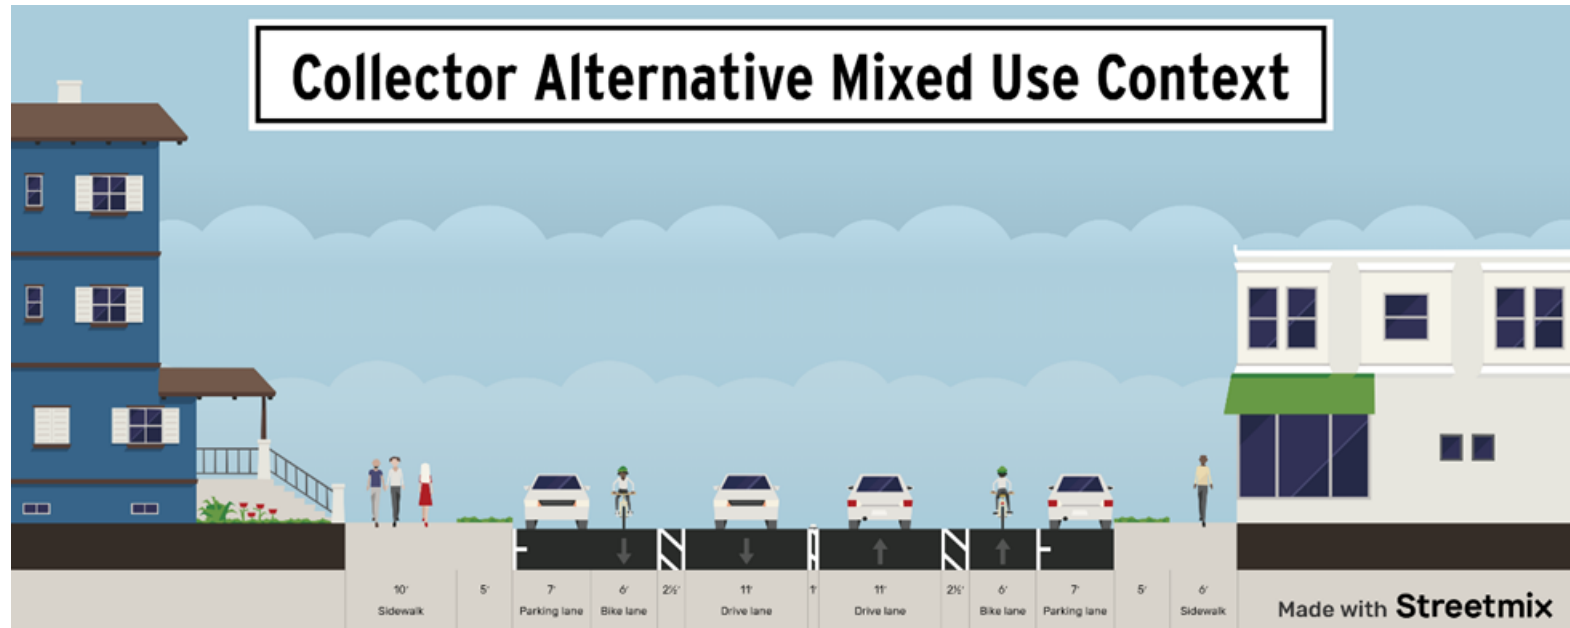 Collector Alternative Mixed Use Context
10' 5' 7' 6' 2½' 11' 1' 11' 2½' 6' 7' 5' 6'
Sidewalk Parking lane Bike lane Drive lane Drive lane Bike lane Parking lane Sidewalk
Made with Streetmix